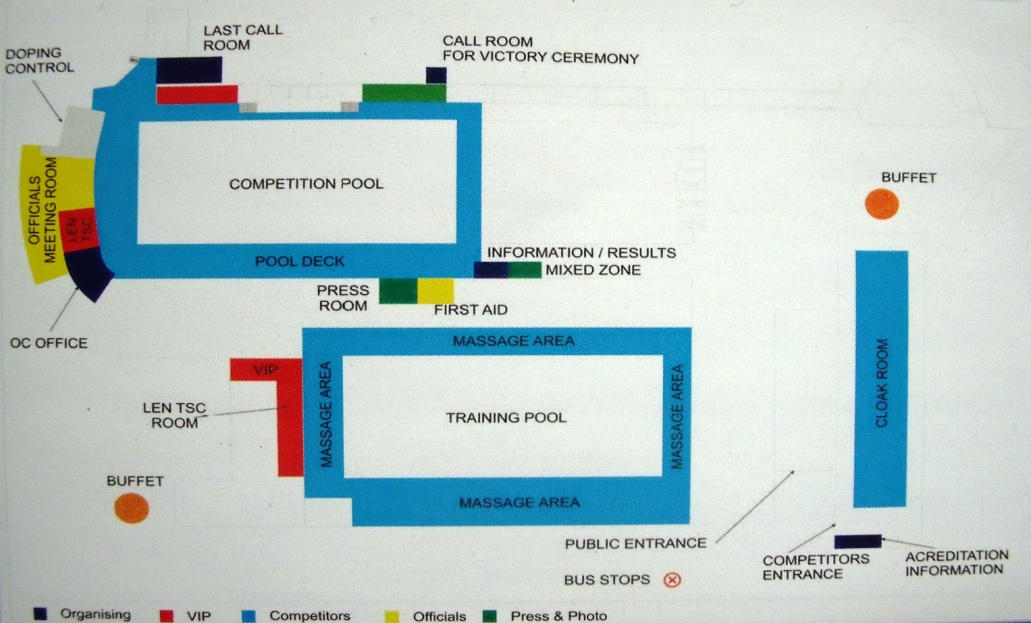 LAST CALL
ROOM
CALL ROOM
FOR VICTORY CEREMONY
DOPING
CONTROL
COMPETITION POOL
BUFFET
OFFICIALS
MEETING ROOM
LEN
TSC
POOL DECK
INFORMATION / RESULTS
MIXED ZONE
PRESS
ROOM
FIRST AID
OC OFFICE
MASSAGE AREA
VIP
MASSAGE AREA
MASSAGE AREA
CLOAK ROOM
LEN TSC
ROOM
TRAINING POOL
BUFFET
MASSAGE AREA
PUBLIC ENTRANCE
COMPETITORS
ENTRANCE
ACREDITATION
INFORMATION
BUS STOPS
Organising
VIP
Competitors
Officials
Press & Photo